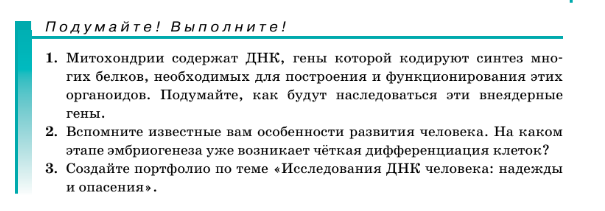 Подумайте! Выполните!
1. Митохондрии содержат ДНК, гены которой кодируют синтез мно-
гих белков, необходимых для построения и функционирования этих
органоидов. Подумайте, как будут наследоваться эти внеядерные
гены.
2. Вспомните известные вам особенности развития человека. На каком
этапе эмбриогенеза уже возникает чёткая дифференциация клеток?
3. Создайте портфолио по теме «Исследования ДНК человека: надежды
и опасения».